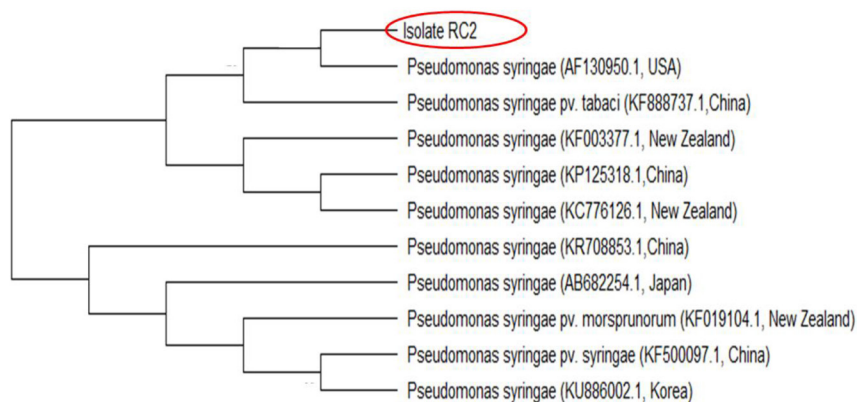 Isolate RC2
Pseudomonas syringae (AF130950.1, USA)
Pseudomonas syringae pv. tabaci (KF888737.1,China)
Pseudomonas syringae (KF003377.1, New Zealand)
Pseudomonas syringae (KP125318.1,China)
Pseudomonas syringae (KC776126.1, New Zealand)
Pseudomonas syringae (KR708853.1,China)
Pseudomonas syringae (AB682254.1, Japan)
Pseudomonas syringae pv. morsprunorum (KF019104.1, New Zealand)
Pseudomonas syringae pv. syringae (KF500097.1, China)
Pseudomonas syringae (KU886002.1, Korea)